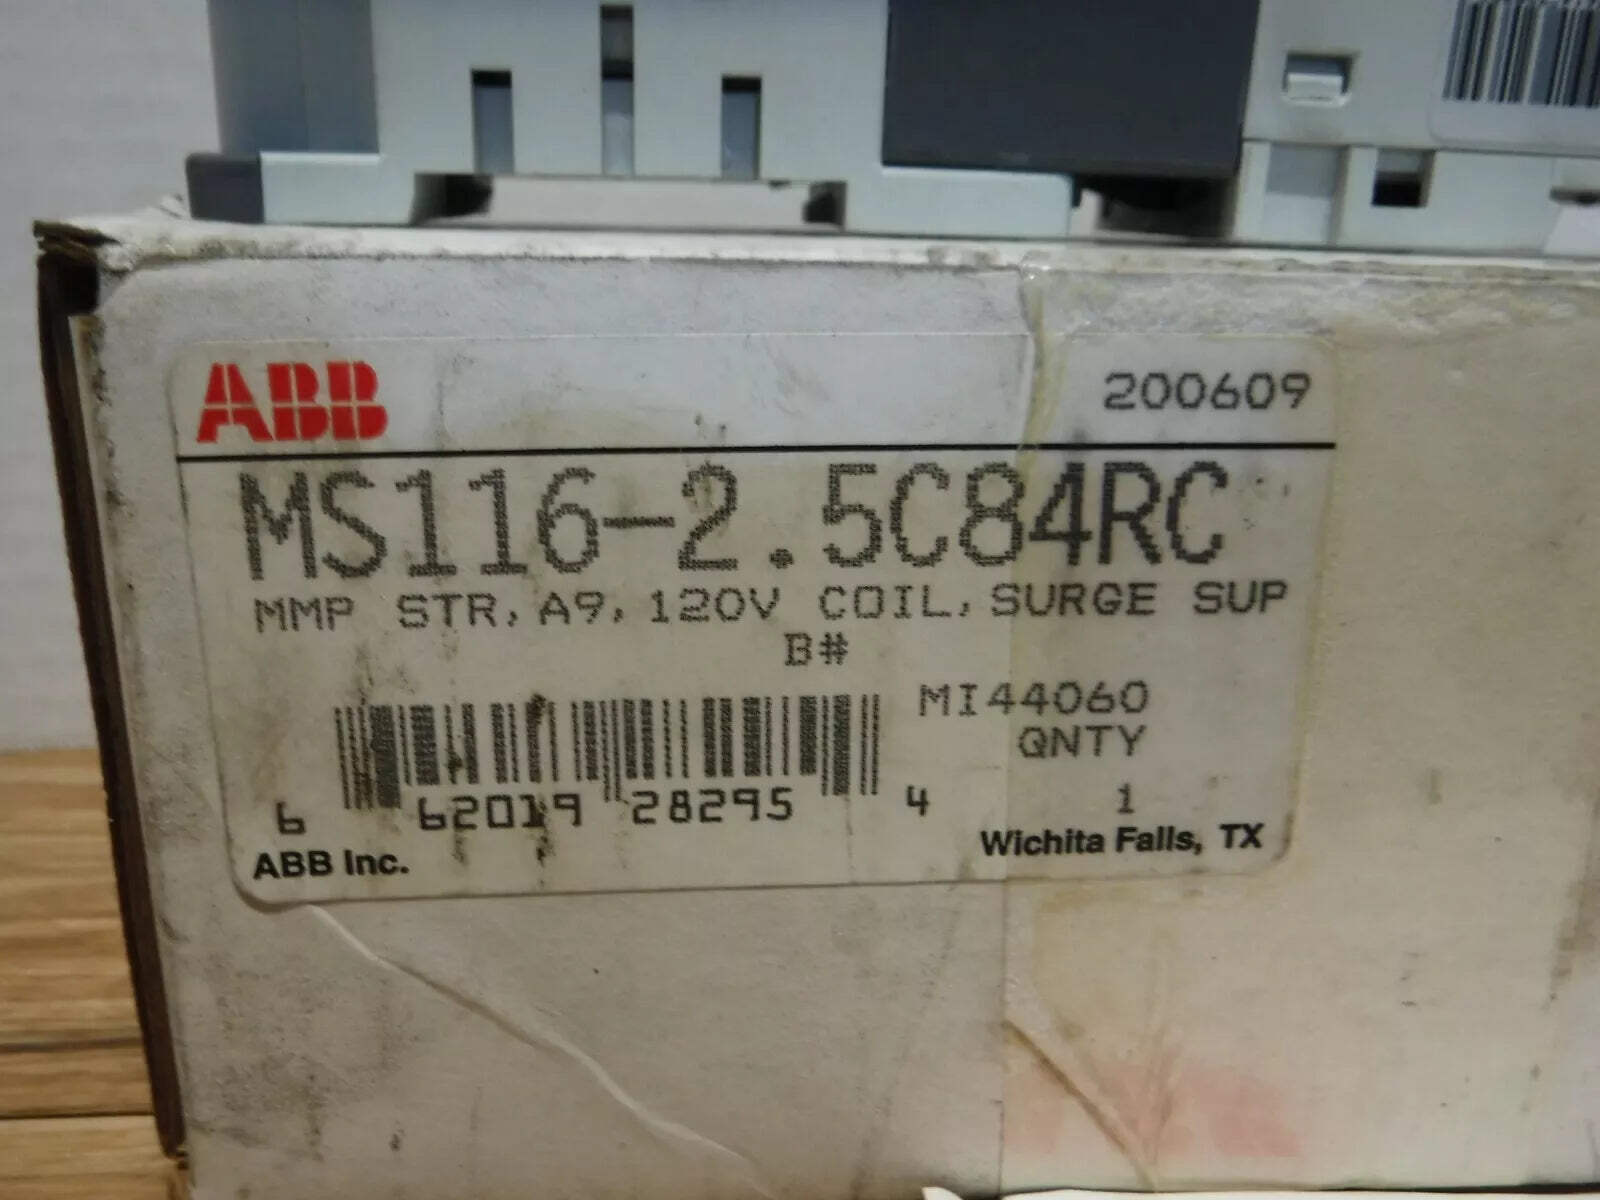 ABB
200609
MS116-2.5C84RC
MMP STR, A9, 120V COIL, SURGE SUP
B#
MI44060
QNTY
6 62019 28295 4
1
ABB Inc.
Wichita Falls, TX